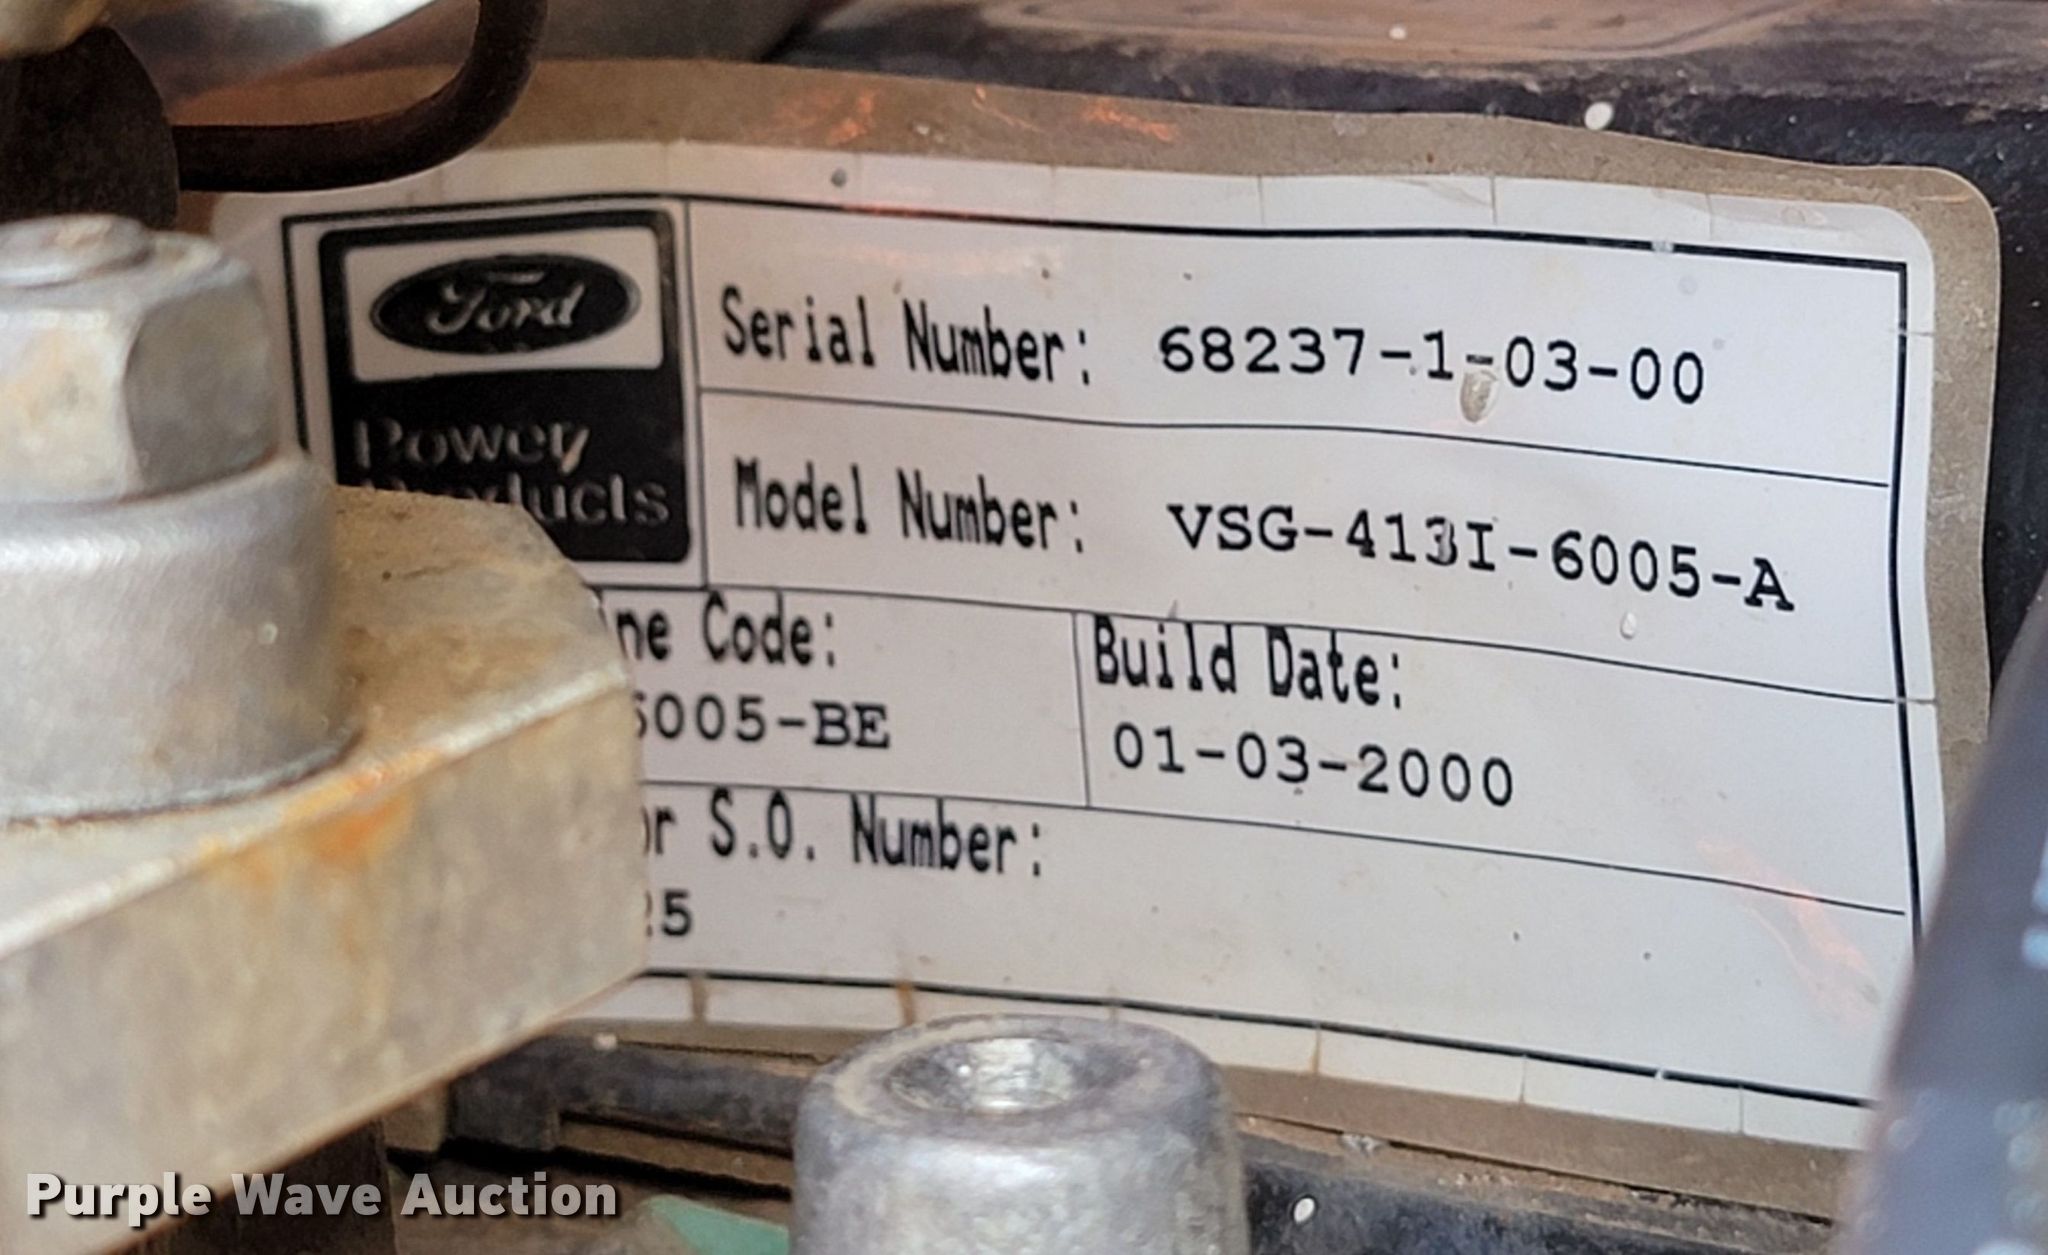 Ford
Power
Products
Serial Number: 68237-1-03-00
Model Number: VSG-413I-6005-A
ne Code:
6005-BE
Build Date:
01-03-2000
or S.O. Number:
25
Purple Wave Auction